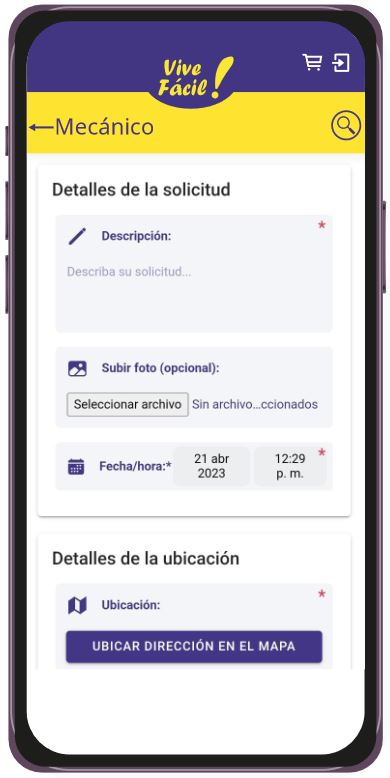 Vive
Fácil!
Mecánico
Detalles de la solicitud
Descripción:
*
Describa su solicitud...
Subir foto (opcional):
Seleccionar archivo Sin archivo...ccionados
Fecha/hora:*
21 abr
2023
12:29
p. m.
*
Detalles de la ubicación
Ubicación:
*
UBICAR DIRECCIÓN EN EL MAPA